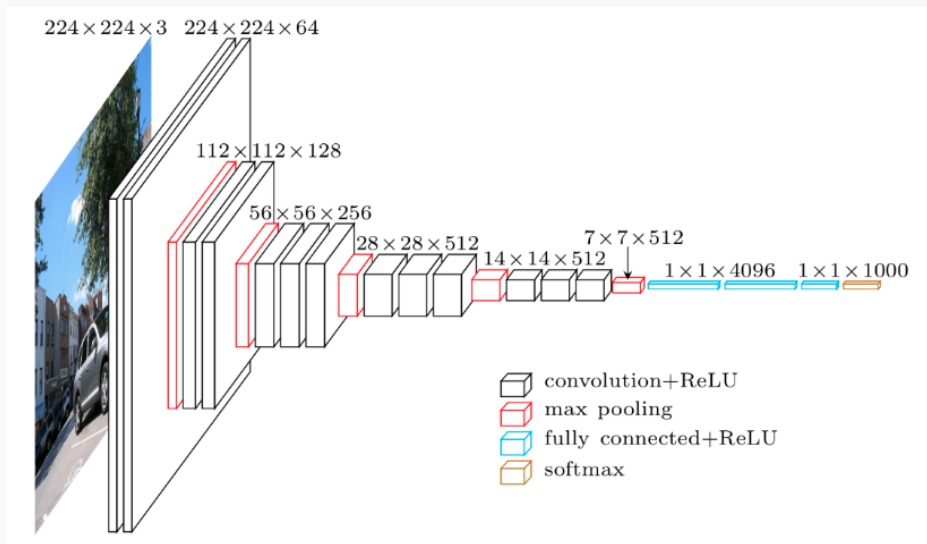 224×224×3
224×224×64
112×112×128
56×56×256
28×28×512
14×14×512
7×7×512
1×1×4096
1×1×1000
convolution+ReLU
max pooling
fully connected+ReLU
softmax